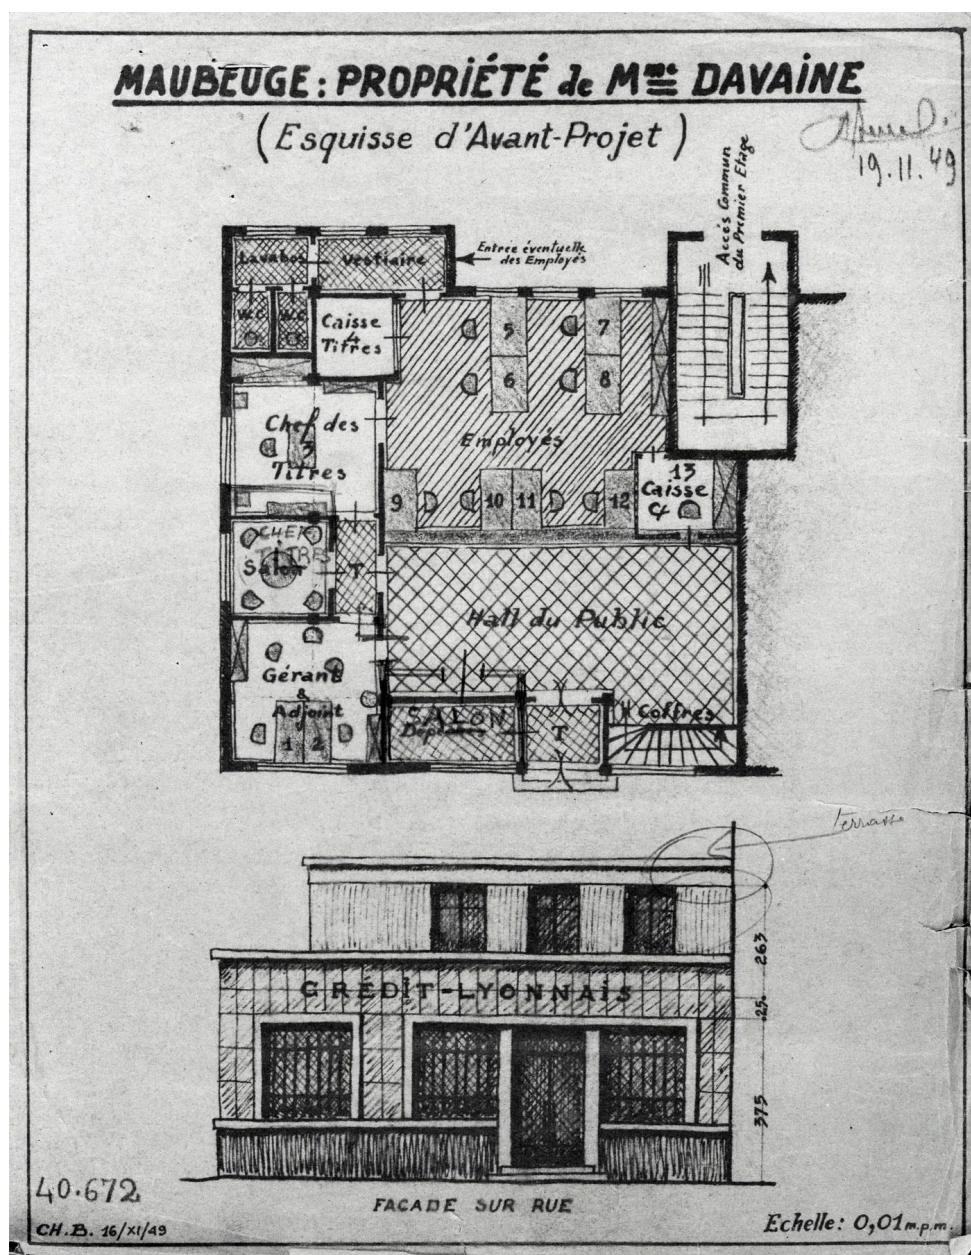 MAUBEUGE: PROPRIÉTÉ de Mme DAVAINE
(Esquisse d'Avant-Projet)
19.11.49
Accès Commun
du Premier Etage
Lavabos
Vestiaire
Entrée éventuelle
des Employés
W.C
W.C
Caisse
4
Titres
5
7
6
8
Chef des
3
Titres
Employés
9
10
11
12
13
Caisse
4
CHEF
TITRES
Salon
T
Hall du Public
Gérant
&
Adjoint
1
2
SALON
T
Coffres
terrasse
263
25
375
CRÉDIT-LYONNAIS
40.672
FACADE SUR RUE
CH.B. 16/XI/49
Echelle: 0,01 m.p.m.